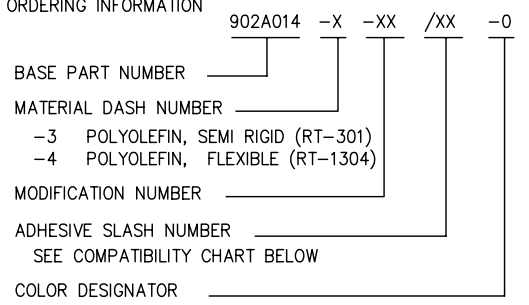 ORDERING INFORMATION
902A014 -X -XX /XX -0
BASE PART NUMBER
MATERIAL DASH NUMBER
-3 POLYOLEFIN, SEMI RIGID (RT-301)
-4 POLYOLEFIN, FLEXIBLE (RT-1304)
MODIFICATION NUMBER
ADHESIVE SLASH NUMBER
SEE COMPATIBILITY CHART BELOW
COLOR DESIGNATOR